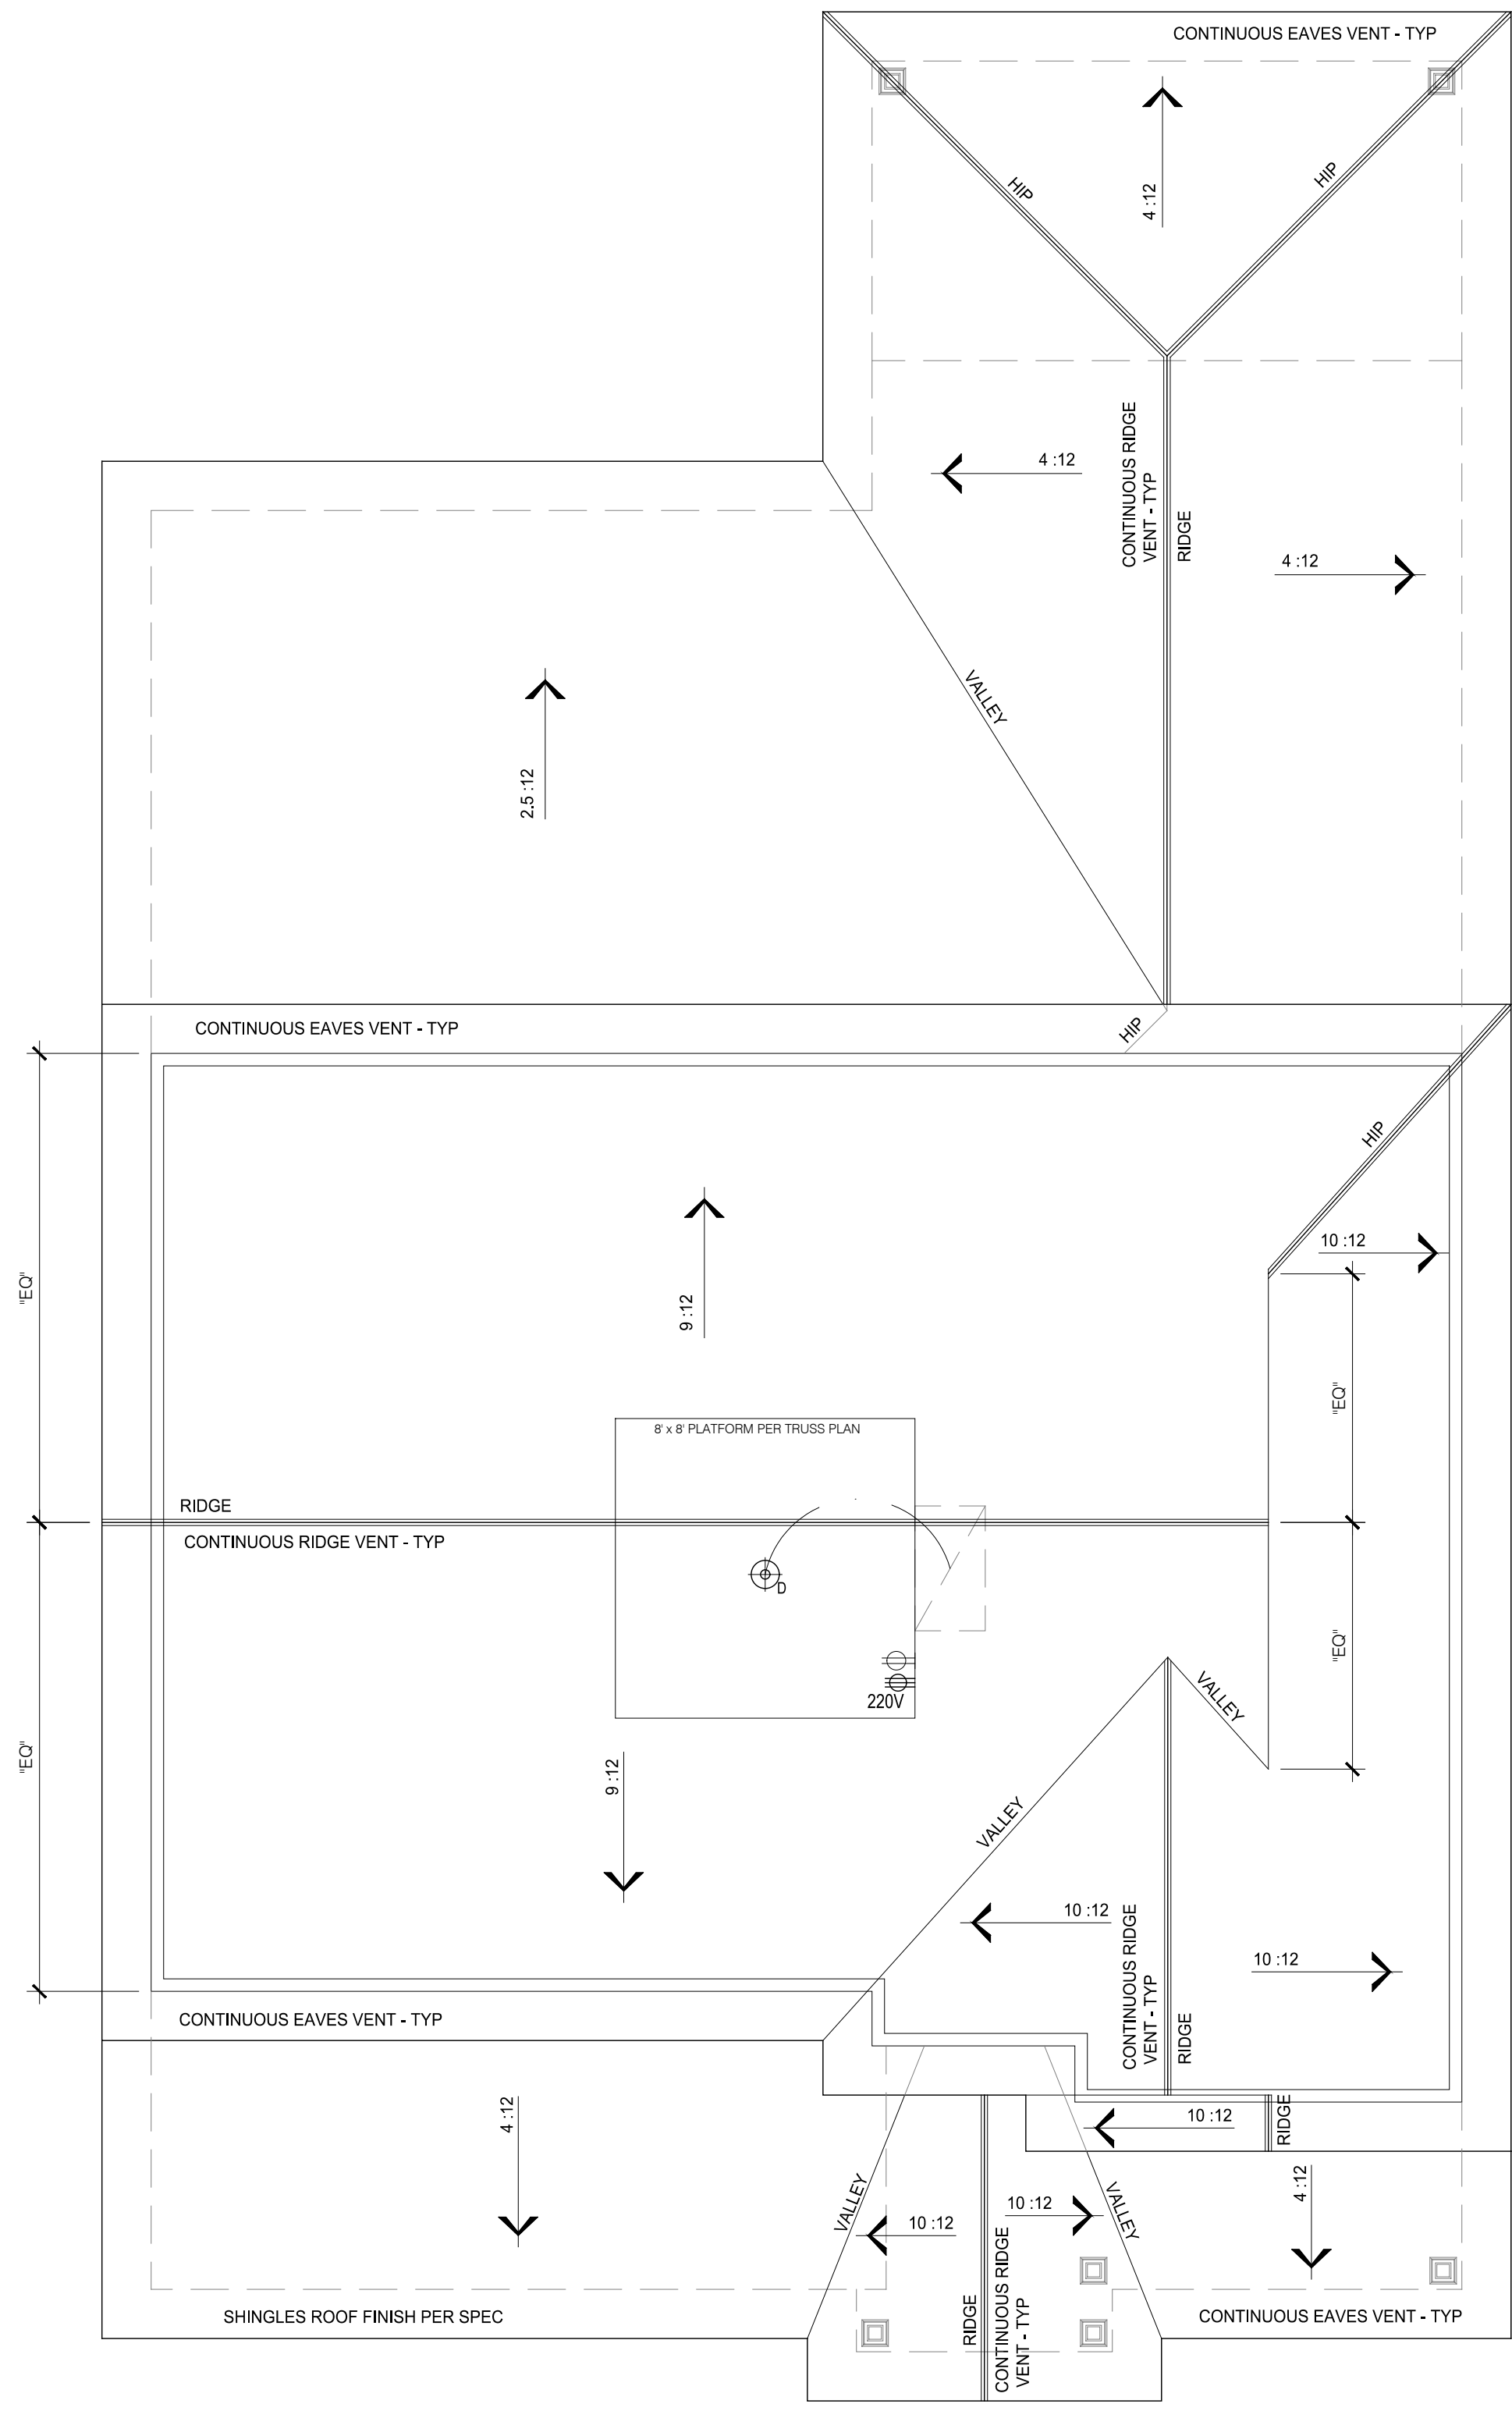 CONTINUOUS EAVES VENT - TYP
HIP
HIP
4 :12
CONTINUOUS RIDGE
VENT - TYP
RIDGE
4 :12
4 :12
VALLEY
2.5 :12
CONTINUOUS EAVES VENT - TYP
HIP
HIP
10 :12
"EQ"
9 :12
"EQ"
8' x 8' PLATFORM PER TRUSS PLAN
RIDGE
CONTINUOUS RIDGE VENT - TYP
D
220V
"EQ"
VALLEY
"EQ"
9 :12
VALLEY
10 :12
CONTINUOUS RIDGE
VENT - TYP
RIDGE
10 :12
CONTINUOUS EAVES VENT - TYP
4 :12
10 :12
RIDGE
4 :12
VALLEY
10 :12
10 :12
VALLEY
RIDGE
CONTINUOUS RIDGE
VENT - TYP
SHINGLES ROOF FINISH PER SPEC
CONTINUOUS EAVES VENT - TYP